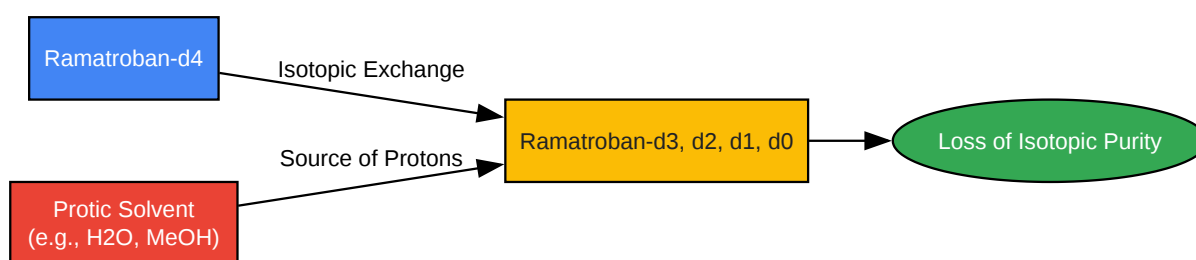 Ramatroban-d4
Isotopic Exchange
Source of Protons
Protic Solvent
(e.g., H2O, MeOH)
Ramatroban-d3, d2, d1, d0
Loss of Isotopic Purity